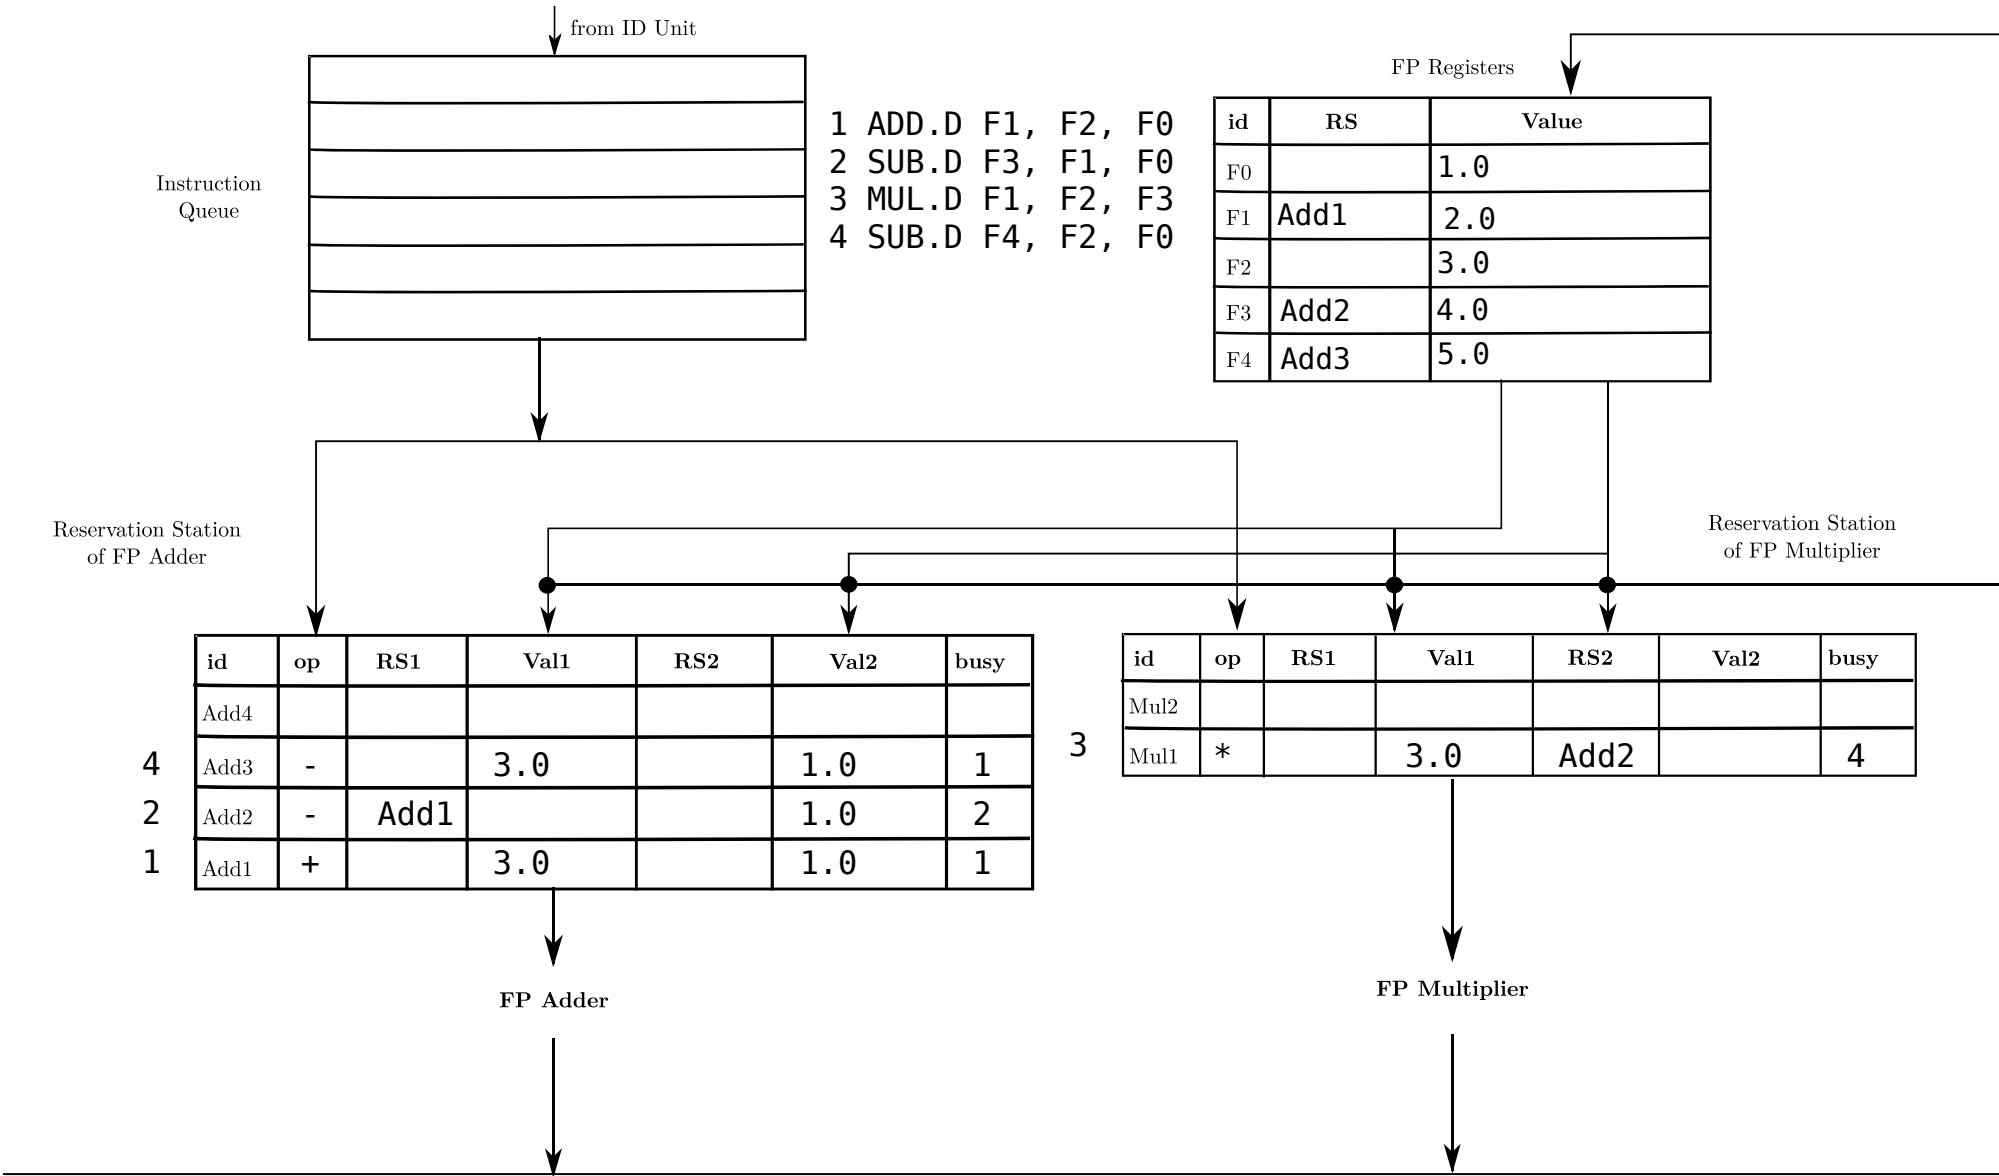 from ID Unit
Instruction
Queue
1 ADD.D F1, F2, F0
2 SUB.D F3, F1, F0
3 MUL.D F1, F2, F3
4 SUB.D F4, F2, F0
FP Registers
id RS Value
F0 1.0
F1 Add1 2.0
F2 3.0
F3 Add2 4.0
F4 Add3 5.0
Reservation Station
of FP Adder
id op RS1 Val1 RS2 Val2 busy
Add4
4 Add3 - 3.0 1.0 1
2 Add2 - Add1 1.0 2
1 Add1 + 3.0 1.0 1
FP Adder
Reservation Station
of FP Multiplier
id op RS1 Val1 RS2 Val2 busy
Mul2
3 Mul1 * 3.0 Add2 4
FP Multiplier